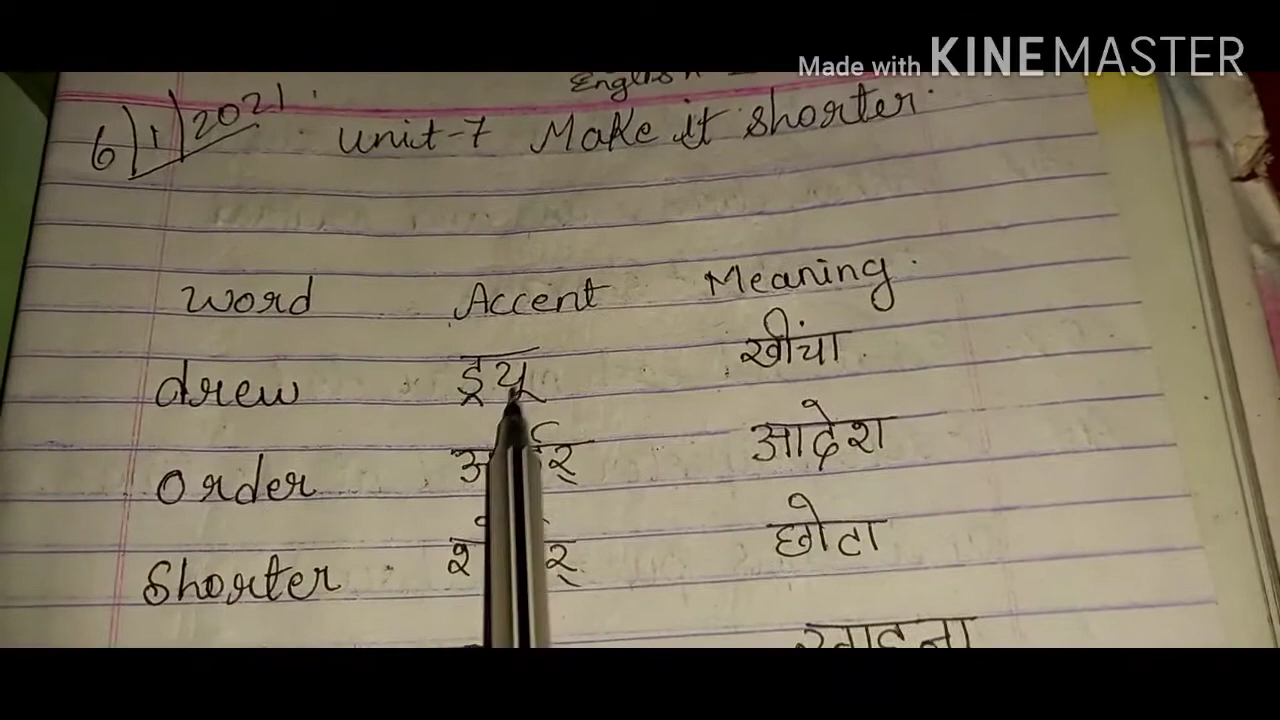 Made with KINEMASTER
English
6/1/2021. Unit-7 Make it shorter.
Word Accent Meaning.
drew ड्रयू खींचा
order आदेश
Shorter छोटा